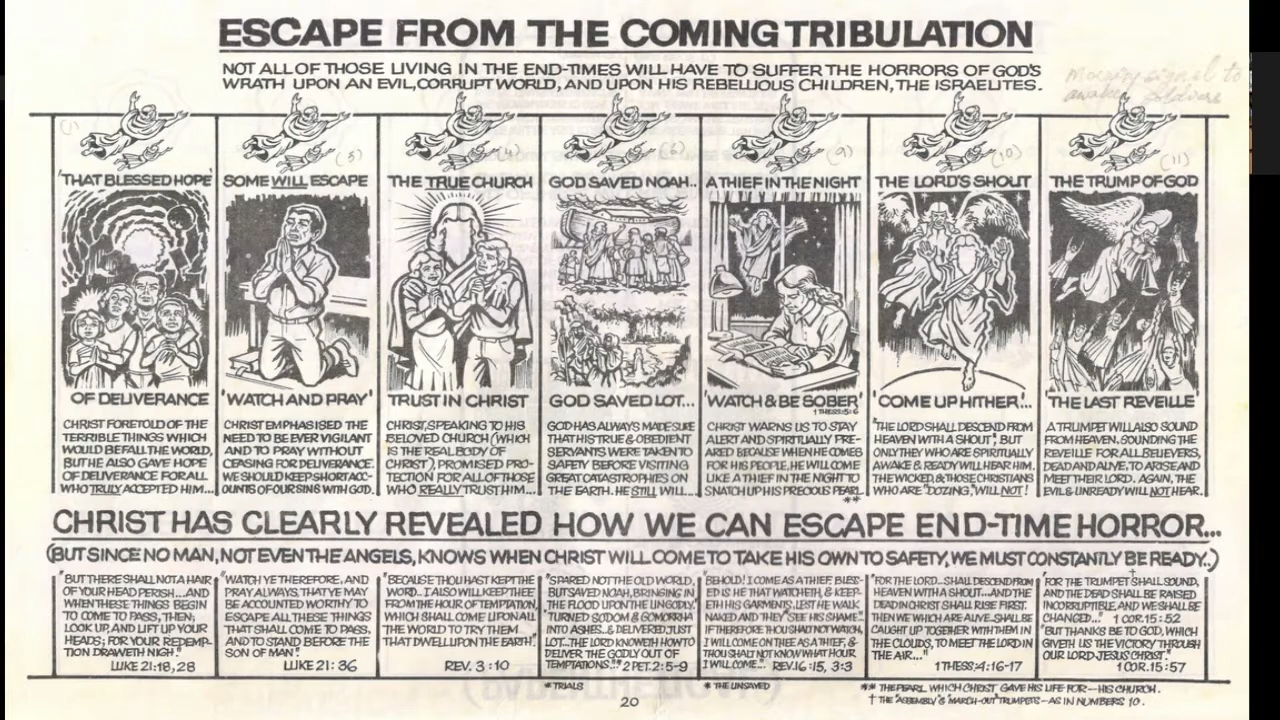 ESCAPE FROM THE COMING TRIBULATION
NOT ALL OF THOSE LIVING IN THE END-TIMES WILL HAVE TO SUFFER THE HORRORS OF GOD'S
WRATH UPON AN EVIL, CORRUPT WORLD, AND UPON HIS REBELLIOUS CHILDREN, THE ISRAELITES.
signal to
(1)
'THAT BLESSED HOPE'
OF DELIVERANCE
CHRIST FORETOLD OF THE
TERRIBLE THINGS WHICH
WOULD BEFALL THE WORLD,
BUT HE ALSO GAVE HOPE
OF DELIVERANCE FOR ALL
WHO TRULY ACCEPTED HIM...
SOME WILL ESCAPE
'WATCH AND PRAY'
CHRIST EMPHASISED THE
NEED TO BE EVER VIGILANT
AND TO PRAY WITHOUT
CEASING FOR DELIVERANCE.
WE SHOULD KEEP SHORT ACC-
OUNTS OF OUR SINS WITH GOD.
THE TRUE CHURCH
TRUST IN CHRIST
CHRIST, SPEAKING TO HIS
BELOVED CHURCH (WHICH
IS THE REAL BODY OF
CHRIST), PROMISED PRO-
TECTION FOR ALL OF THOSE
WHO REALLY TRUST HIM...
GOD SAVED NOAH..
GOD SAVED LOT...
GOD HAS ALWAYS MADE SURE
THAT HIS TRUE & OBEDIENT
SERVANTS WERE TAKEN TO
SAFETY BEFORE VISITING
GREAT CATASTROPHIES ON
THE EARTH. HE STILL WILL...
(9)
A THIEF IN THE NIGHT
'WATCH & BE SOBER'
1 THESS:5:6
CHRIST WARNS US TO STAY
ALERT AND SPIRITUALLY PRE-
ARED BECAUSE WHEN HE COMES
FOR HIS PEOPLE, HE WILL COME
LIKE A THIEF IN THE NIGHT TO
SNATCH UP HIS PRECIOUS PEARL.
**
(10)
THE LORD'S SHOUT
'COME UP HITHER'...
"THE LORD SHALL DESCEND FROM
HEAVEN WITH A SHOUT", BUT
ONLY THEY WHO ARE SPIRITUALLY
AWAKE & READY WILL HEAR HIM.
THE WICKED, & THOSE CHRISTIANS
WHO ARE "DOZING," WILL NOT!
(11)
THE TRUMP OF GOD
'THE LAST REVEILLE'
A TRUMPET WILL ALSO SOUND
FROM HEAVEN, SOUNDING THE
REVEILLE FOR ALL BELIEVERS,
DEAD AND ALIVE, TO ARISE AND
MEET THEIR LORD. AGAIN, THE
EVIL & UNREADY WILL NOT HEAR.
CHRIST HAS CLEARLY REVEALED HOW WE CAN ESCAPE END-TIME HORROR...
(BUT SINCE NO MAN, NOT EVEN THE ANGELS, KNOWS WHEN CHRIST WILL COME TO TAKE HIS OWN TO SAFETY, WE MUST CONSTANTLY BE READY..)
"BUT THERE SHALL NOT A HAIR
OF YOUR HEAD PERISH...AND
WHEN THESE THINGS BEGIN
TO COME TO PASS, THEN;
LOOK UP, AND LIFT UP YOUR
HEADS; FOR YOUR REDEMP-
TION DRAWETH NIGH."
LUKE 21:18, 28
"WATCH YE THEREFORE, AND
PRAY ALWAYS, THAT YE MAY
BE ACCOUNTED WORTHY TO
ESCAPE ALL THESE THINGS
THAT SHALL COME TO PASS,
AND TO STAND BEFORE THE
SON OF MAN."
LUKE 21: 36
"BECAUSE THOU HAST KEPT THE
WORD...I ALSO WILL KEEP THEE
FROM THE HOUR OF TEMPTATION,
WHICH SHALL COME UPON ALL
THE WORLD TO TRY THEM
THAT DWELL UPON THE EARTH."
REV. 3:10
"SPARED NOT THE OLD WORLD,
BUT SAVED NOAH, BRINGING IN
THE FLOOD UPON THE UNGODLY."
"TURNED SODOM & GOMORRHA
INTO ASHES..& DELIVERED JUST
LOT...THE LORD KNOWETH HOW TO
DELIVER THE GODLY OUT OF
TEMPTATIONS."* 2 PET. 2:5-9
* TRIALS
"BEHOLD! I COME AS A THIEF. BLESS-
ED IS HE THAT WATCHETH, & KEEP-
ETH HIS GARMENTS, LEST HE WALK
NAKED AND THEY* SEE HIS SHAME".
IF THEREFORE THOU SHALT NOT WATCH,
I WILL COME ON THEE AS A THIEF, &
THOU SHALT NOT KNOW WHAT HOUR
I WILL COME." REV.16:15, 3:3
* THE UNSAVED
"FOR THE LORD...SHALL DESCEND FROM
HEAVEN WITH A SHOUT...AND THE
DEAD IN CHRIST SHALL RISE FIRST.
THEN WE WHICH ARE ALIVE..SHALL BE
CAUGHT UP TOGETHER WITH THEM IN
THE CLOUDS, TO MEET THE LORD IN
THE AIR..."
1 THESS:4:16-17
†
"FOR THE TRUMPET SHALL SOUND,
AND THE DEAD SHALL BE RAISED
INCORRUPTIBLE, AND WE SHALL BE
CHANGED..." 1 COR.15:52
"BUT THANKS BE TO GOD, WHICH
GIVETH US THE VICTORY THROUGH
OUR LORD JESUS CHRIST."
1 COR.15:57
** THE PEARL WHICH CHRIST GAVE HIS LIFE FOR—HIS CHURCH.
† THE "ASSEMBLY" & "MARCH-OUT" TRUMPETS—AS IN NUMBERS 10.
20